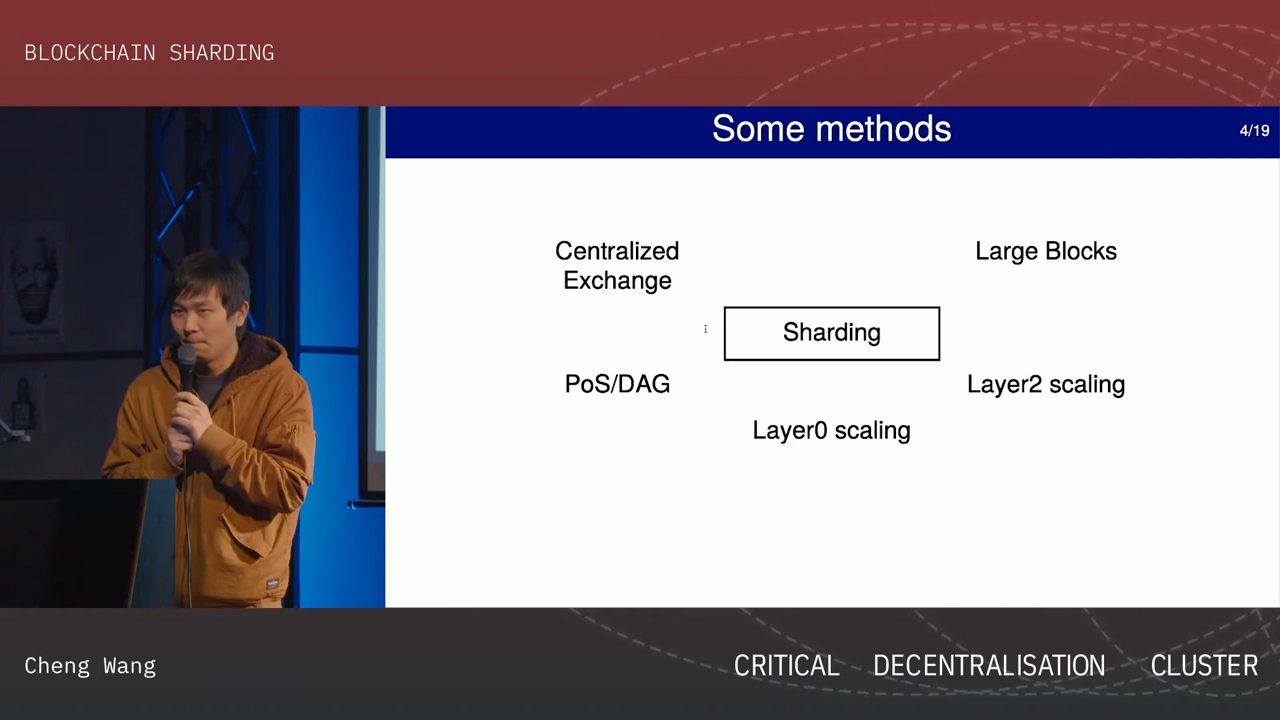 BLOCKCHAIN SHARDING
Some methods
4/19
Centralized
Exchange
Large Blocks
Sharding
PoS/DAG
Layer2 scaling
Layer0 scaling
Cheng Wang
CRITICAL DECENTRALISATION CLUSTER